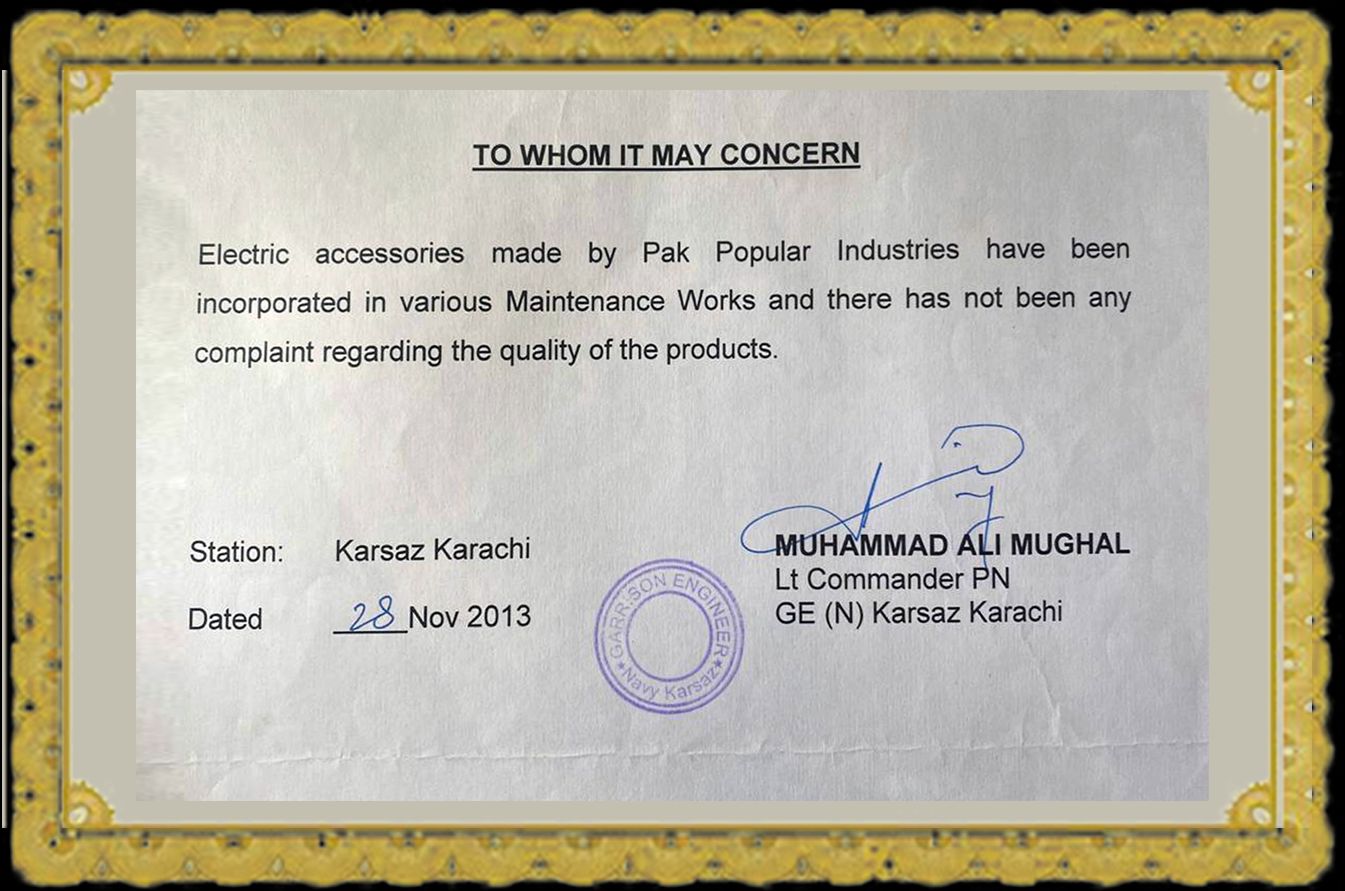 TO WHOM IT MAY CONCERN
Electric accessories made by Pak Popular Industries have been
incorporated in various Maintenance Works and there has not been any
complaint regarding the quality of the products.
Station: Karsaz Karachi
Dated 28 Nov 2013
MUHAMMAD ALI MUGHAL
Lt Commander PN
GE (N) Karsaz Karachi
GARRISON ENGINEER
★Navy Karsaz★